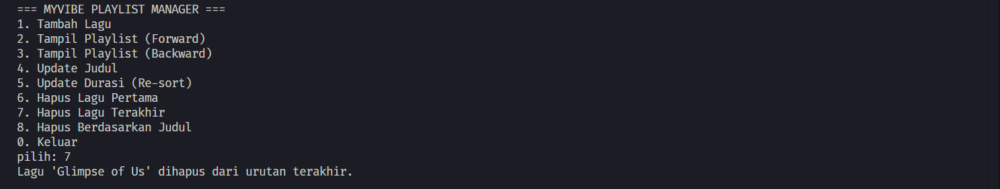 === MYVIBE PLAYLIST MANAGER ===
1. Tambah Lagu
2. Tampil Playlist (Forward)
3. Tampil Playlist (Backward)
4. Update Judul
5. Update Durasi (Re-sort)
6. Hapus Lagu Pertama
7. Hapus Lagu Terakhir
8. Hapus Berdasarkan Judul
0. Keluar
pilih: 7
Lagu 'Glimpse of Us' dihapus dari urutan terakhir.